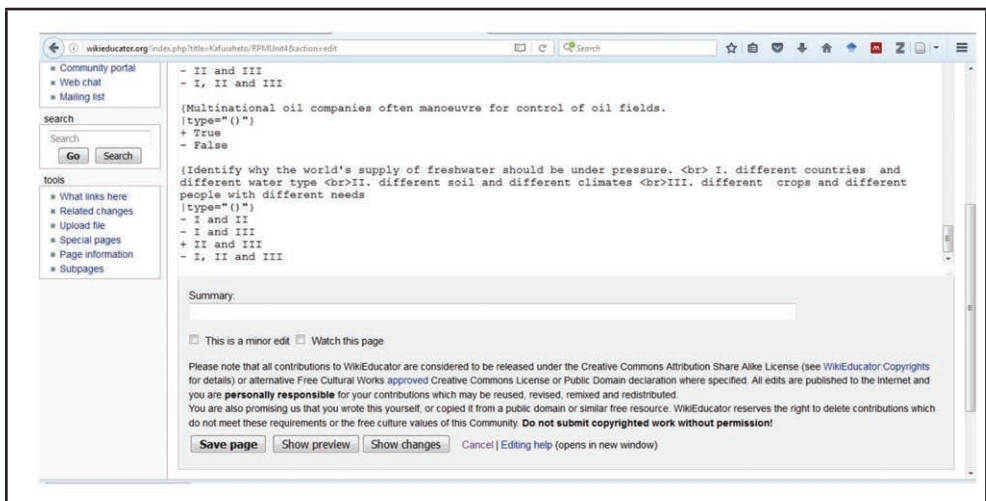 wikieducator.org/index.php?title=Kafuiaheto/RPMUnit4&action=edit
Search
Community portal
Web chat
Mailing list
search
Search
Go Search
tools
What links here
Related changes
Upload file
Special pages
Page information
Subpages
- II and III
- I, II and III
{Multinational oil companies often manoeuvre for control of oil fields.
|type="()"}
+ True
- False
{Identify why the world's supply of freshwater should be under pressure. <br> I. different countries and
different water type <br>II. different soil and different climates <br>III. different crops and different
people with different needs
|type="()"}
- I and II
- I and III
+ II and III
- I, II and III
Summary:
This is a minor edit Watch this page
Please note that all contributions to WikiEducator are considered to be released under the Creative Commons Attribution Share Alike License (see WikiEducator:Copyrights
for details) or alternative Free Cultural Works approved Creative Commons License or Public Domain declaration where specified. All edits are published to the Internet and
you are personally responsible for your contributions which may be reused, revised, remixed and redistributed.
You are also promising us that you wrote this yourself, or copied it from a public domain or similar free resource. WikiEducator reserves the right to delete contributions which
do not meet these requirements or the free culture values of this Community. Do not submit copyrighted work without permission!
Save page Show preview Show changes Cancel | Editing help (opens in new window)